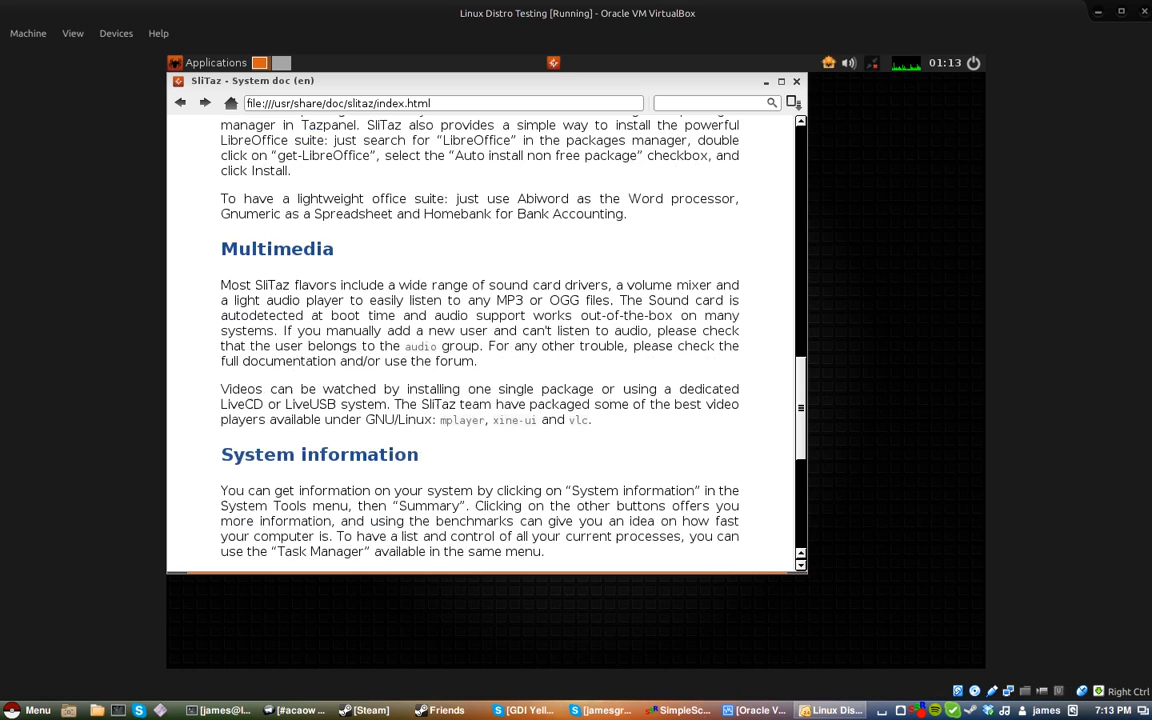 Linux Distro Testing [Running] - Oracle VM VirtualBox
Machine View Devices Help
Applications 01:13
SliTaz - System doc (en)
file:///usr/share/doc/slitaz/index.html
manager in Tazpanel. SliTaz also provides a simple way to install the powerful
LibreOffice suite: just search for “LibreOffice” in the packages manager, double
click on “get-LibreOffice”, select the “Auto install non free package” checkbox, and
click Install.
To have a lightweight office suite: just use Abiword as the Word processor,
Gnumeric as a Spreadsheet and Homebank for Bank Accounting.
Multimedia
Most SliTaz flavors include a wide range of sound card drivers, a volume mixer and
a light audio player to easily listen to any MP3 or OGG files. The Sound card is
autodetected at boot time and audio support works out-of-the-box on many
systems. If you manually add a new user and can't listen to audio, please check
that the user belongs to the audio group. For any other trouble, please check the
full documentation and/or use the forum.
Videos can be watched by installing one single package or using a dedicated
LiveCD or LiveUSB system. The SliTaz team have packaged some of the best video
players available under GNU/Linux: mplayer, xine-ui and vlc.
System information
You can get information on your system by clicking on “System information” in the
System Tools menu, then “Summary”. Clicking on the other buttons offers you
more information, and using the benchmarks can give you an idea on how fast
your computer is. To have a list and control of all your current processes, you can
use the “Task Manager” available in the same menu.
Right Ctrl
Menu [james@l... [#acaow ... [Steam] Friends [GDI Yell... [jamesgr... SimpleSc... [Oracle V... Linux Dis... james 7:13 PM